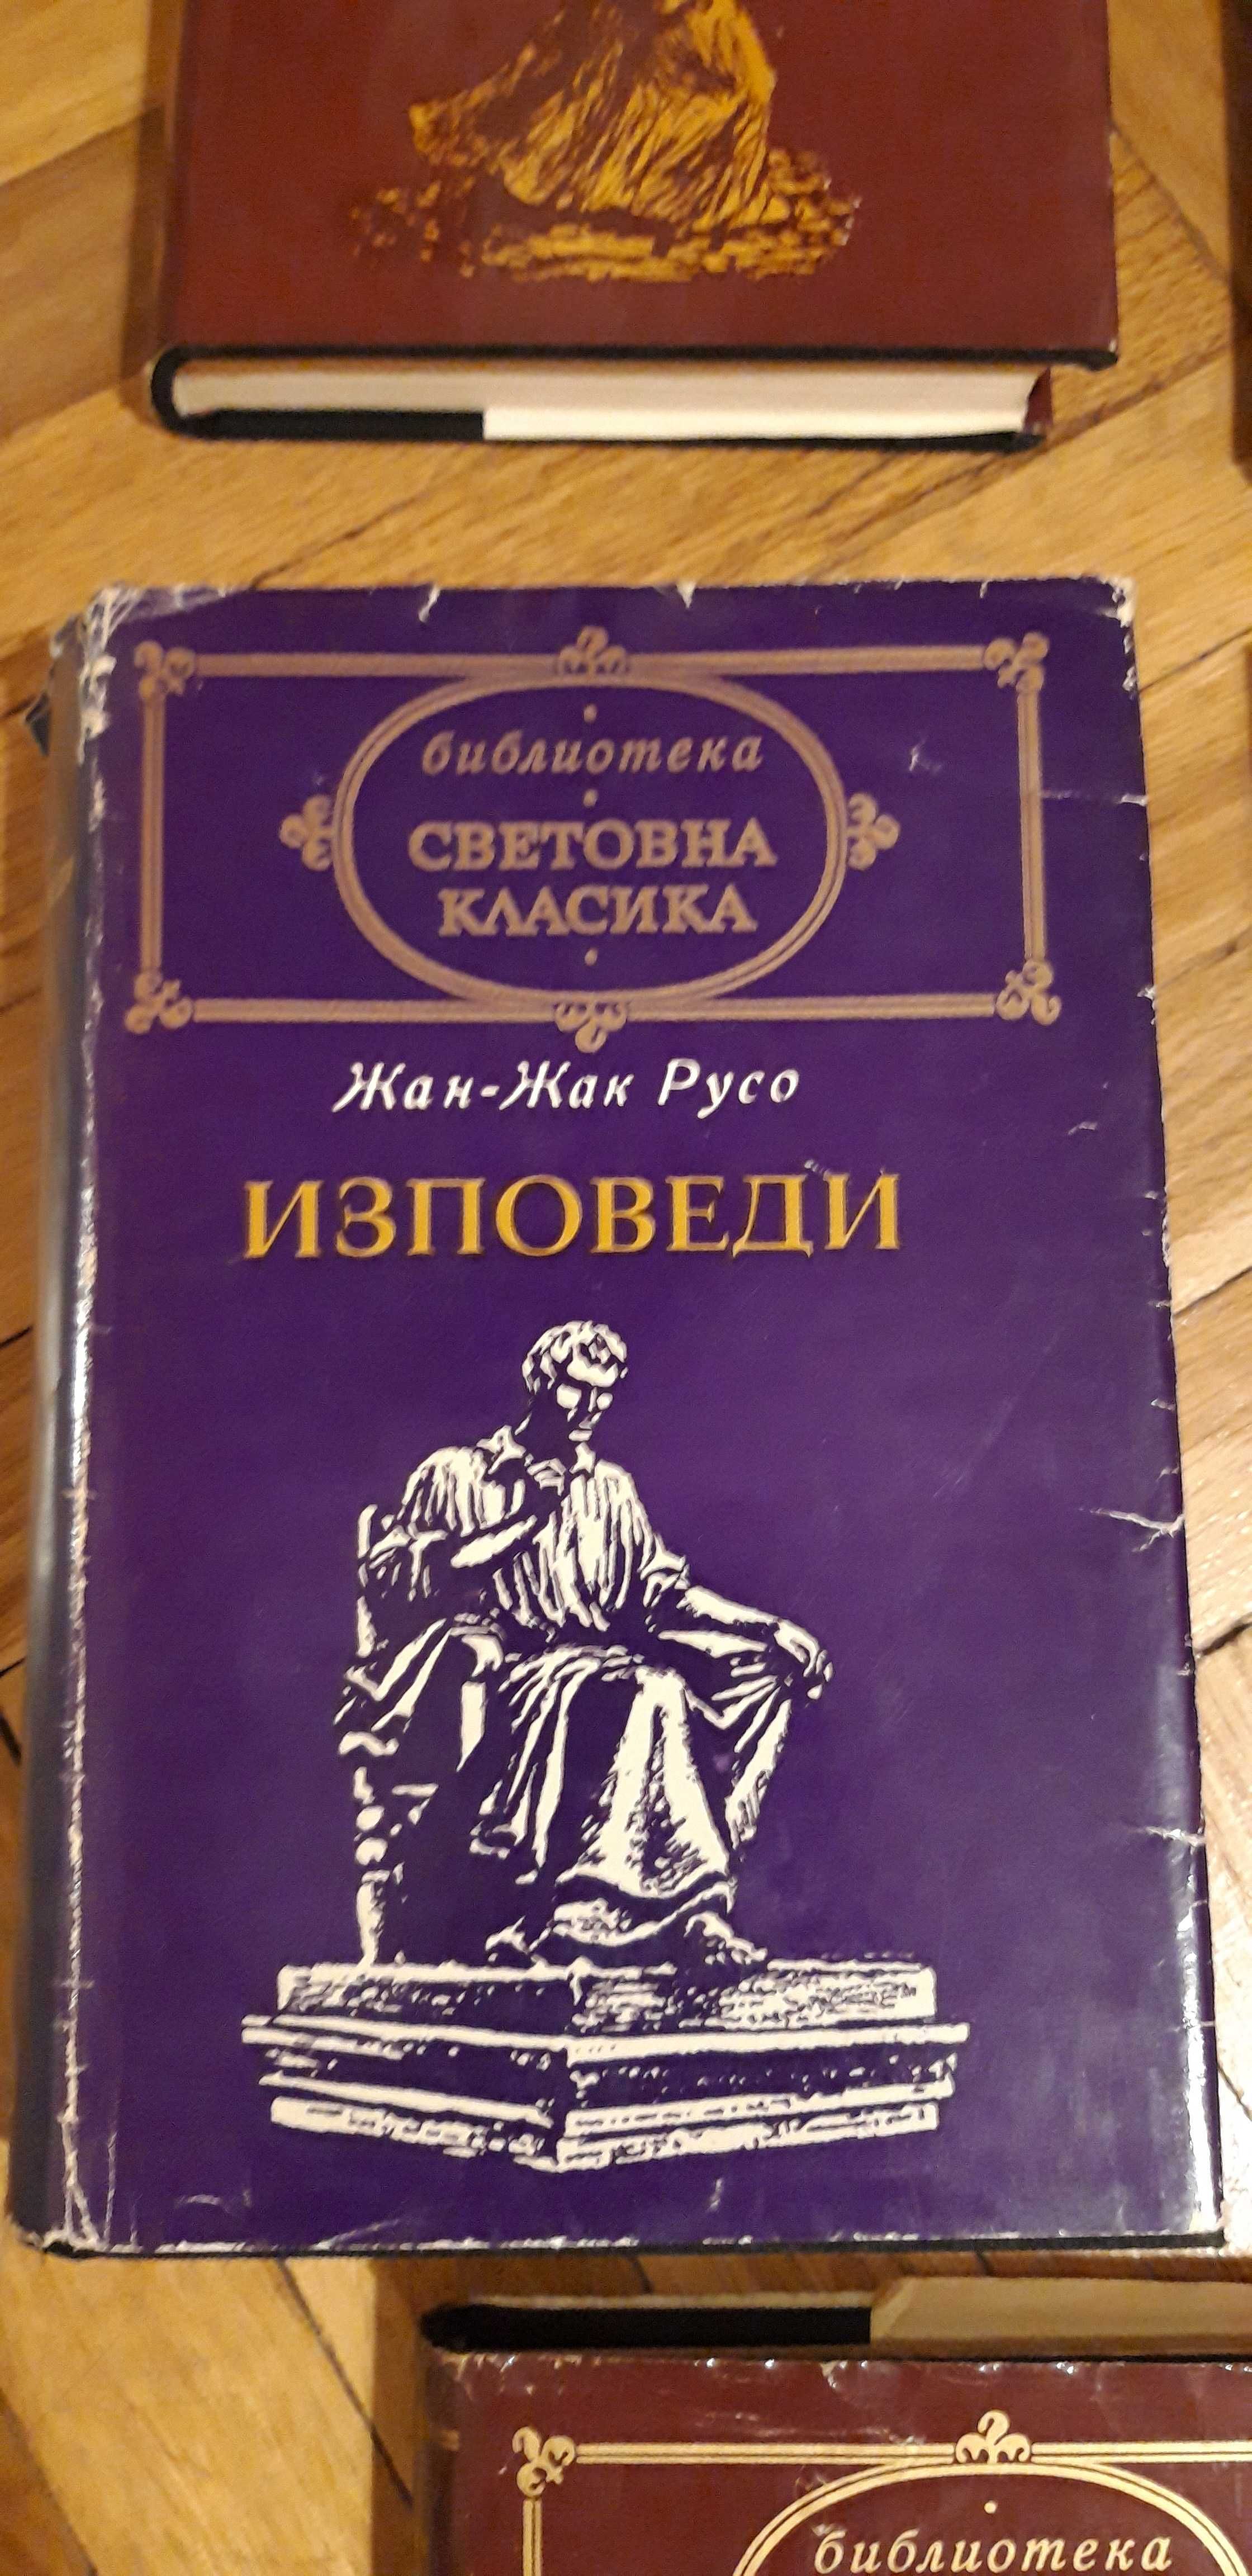 библиотека
СВЕТОВНА
КЛАСИКА
Жан-Жак Русо
ИЗПОВЕДИ
библиотека